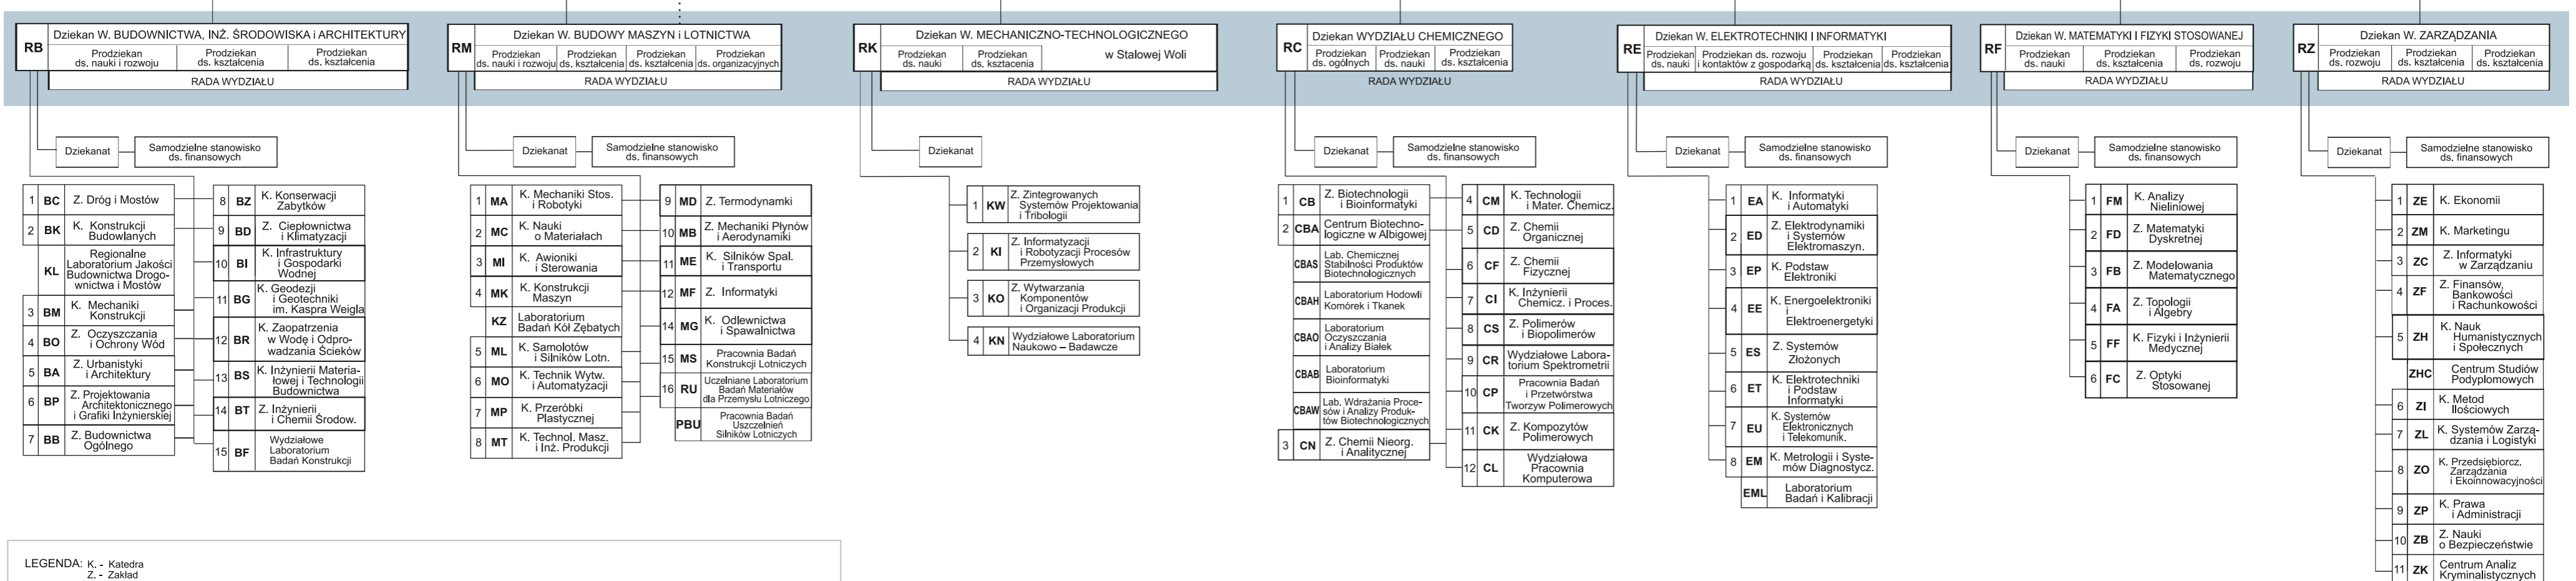 RB
Dziekan W. BUDOWNICTWA, INŻ. ŚRODOWISKA i ARCHITEKTURY
Prodziekan
ds. nauki i rozwoju
Prodziekan
ds. kształcenia
Prodziekan
ds. kształcenia
RADA WYDZIAŁU
Dziekanat
Samodzielne stanowisko
ds. finansowych
1 BC Z. Dróg i Mostów
2 BK K. Konstrukcji
Budowlanych
KL Regionalne
Laboratorium Jakości
Budownictwa Drogo-
wnictwa i Mostów
3 BM K. Mechaniki
Konstrukcji
4 BO Z. Oczyszczania
i Ochrony Wód
5 BA Z. Urbanistyki
i Architektury
6 BP Z. Projektowania
Architektonicznego
i Grafiki Inżynierskiej
7 BB Z. Budownictwa
Ogólnego
8 BZ K. Konserwacji
Zabytków
9 BD Z. Ciepłownictwa
i Klimatyzacji
10 BI K. Infrastruktury
i Gospodarki
Wodnej
11 BG K. Geodezji
i Geotechniki
im. Kaspra Weigla
12 BR K. Zaopatrzenia
w Wodę i Odpro-
wadzania Ścieków
13 BS K. Inżynierii Materia-
łowej i Technologii
Budownictwa
14 BT Z. Inżynierii
i Chemii Środow.
15 BF Wydziałowe
Laboratorium
Badań Konstrukcji
RM
Dziekan W. BUDOWY MASZYN i LOTNICTWA
Prodziekan
ds. nauki i rozwoju
Prodziekan
ds. kształcenia
Prodziekan
ds. kształcenia
Prodziekan
ds. organizacyjnych
RADA WYDZIAŁU
Dziekanat
Samodzielne stanowisko
ds. finansowych
1 MA K. Mechaniki Stos.
i Robotyki
2 MC K. Nauki
o Materiałach
3 MI K. Awioniki
i Sterowania
4 MK K. Konstrukcji
Maszyn
KZ Laboratorium
Badań Kół Zębatych
5 ML K. Samolotów
i Silników Lotn.
6 MO K. Technik Wytw.
i Automatyzacji
7 MP K. Przeróbki
Plastycznej
8 MT K. Technol. Masz.
i Inż. Produkcji
9 MD Z. Termodynamki
10 MB Z. Mechaniki Płynów
i Aerodynamiki
11 ME K. Silników Spal.
i Transportu
12 MF Z. Informatyki
14 MG K. Odlewnictwa
i Spawalnictwa
15 MS Pracownia Badań
Konstrukcji Lotniczych
16 RU Uczelniane Laboratorium
Badań Materiałów
dla Przemysłu Lotniczego
PBU Pracownia Badań
Uszczelnień
Silników Lotniczych
RK
Dziekan W. MECHANICZNO-TECHNOLOGICZNEGO
w Stalowej Woli
Prodziekan
ds. nauki
Prodziekan
ds. kształcenia
RADA WYDZIAŁU
Dziekanat
1 KW Z. Zintegrowanych
Systemów Projektowania
i Tribologii
2 KI Z. Informatyzacji
i Robotyzacji Procesów
Przemysłowych
3 KO Z. Wytwarzania
Komponentów
i Organizacji Produkcji
4 KN Wydziałowe Laboratorium
Naukowo – Badawcze
RC
Dziekan WYDZIAŁU CHEMICZNEGO
Prodziekan
ds. ogólnych
Prodziekan
ds. nauki
Prodziekan
ds. kształcenia
RADA WYDZIAŁU
Dziekanat
Samodzielne stanowisko
ds. finansowych
1 CB Z. Biotechnologii
i Bioinformatyki
2 CBA Centrum Biotechno-
logiczne w Albigowej
CBAS Lab. Chemicznej
Stabilności Produktów
Biotechnologicznych
CBAH Laboratorium Hodowli
Komórek i Tkanek
CBAO Laboratorium
Oczyszczania
i Analizy Białek
CBAB Laboratorium
Bioinformatyki
CBAW Lab. Wdrażania Proce-
sów i Analizy Produk-
tów Biotechnologicznych
3 CN Z. Chemii Nieorg.
i Analitycznej
4 CM K. Technologii
i Mater. Chemicz.
5 CD Z. Chemii
Organicznej
6 CF Z. Chemii
Fizycznej
7 CI K. Inżynierii
Chemicz. i Proces.
8 CS Z. Polimerów
i Biopolimerów
9 CR Wydziałowe Labora-
torium Spektrometrii
10 CP Pracownia Badań
i Przetwórstwa
Tworzyw Polimerowych
11 CK Z. Kompozytów
Polimerowych
12 CL Wydziałowa
Pracownia
Komputerowa
RE
Dziekan W. ELEKTROTECHNIKI I INFORMATYKI
Prodziekan
ds. nauki
Prodziekan ds. rozwoju
i kontaktów z gospodarką
Prodziekan
ds. kształcenia
Prodziekan
ds. kształcenia
RADA WYDZIAŁU
Dziekanat
Samodzielne stanowisko
ds. finansowych
1 EA K. Informatyki
i Automatyki
2 ED Z. Elektrodynamiki
i Systemów
Elektromaszyn.
3 EP K. Podstaw
Elektroniki
4 EE K. Energoelektroniki
i
Elektroenergetyki
5 ES Z. Systemów
Złożonych
6 ET K. Elektrotechniki
i Podstaw
Informatyki
7 EU K. Systemów
Elektronicznych
i Telekomunik.
8 EM K. Metrologii i Syste-
mów Diagnostycz.
EML Laboratorium
Badań i Kalibracji
RF
Dziekan W. MATEMATYKI I FIZYKI STOSOWANEJ
Prodziekan
ds. nauki
Prodziekan
ds. kształcenia
Prodziekan
ds. rozwoju
RADA WYDZIAŁU
Dziekanat
Samodzielne stanowisko
ds. finansowych
1 FM K. Analizy
Nieliniowej
2 FD Z. Matematyki
Dyskretnej
3 FB Z. Modelowania
Matematycznego
4 FA Z. Topologii
i Algebry
5 FF K. Fizyki i Inżynierii
Medycznej
6 FC Z. Optyki
Stosowanej
RZ
Dziekan W. ZARZĄDZANIA
Prodziekan
ds. rozwoju
Prodziekan
ds. kształcenia
Prodziekan
ds. kształcenia
RADA WYDZIAŁU
Dziekanat
Samodzielne stanowisko
ds. finansowych
1 ZE K. Ekonomii
2 ZM K. Marketingu
3 ZC Z. Informatyki
w Zarządzaniu
4 ZF Z. Finansów,
Bankowości
i Rachunkowości
5 ZH K. Nauk
Humanistycznych
i Społecznych
ZHC Centrum Studiów
Podyplomowych
6 ZI K. Metod
Ilościowych
7 ZL K. Systemów Zarzą-
dzania i Logistyki
8 ZO K. Przedsiębiorcz.
Zarządzania
i Ekoinnowacyjności
9 ZP K. Prawa
i Administracji
10 ZB Z. Nauki
o Bezpieczeństwie
11 ZK Centrum Analiz
Kryminalistycznych
LEGENDA: K. - Katedra
Z. - Zakład